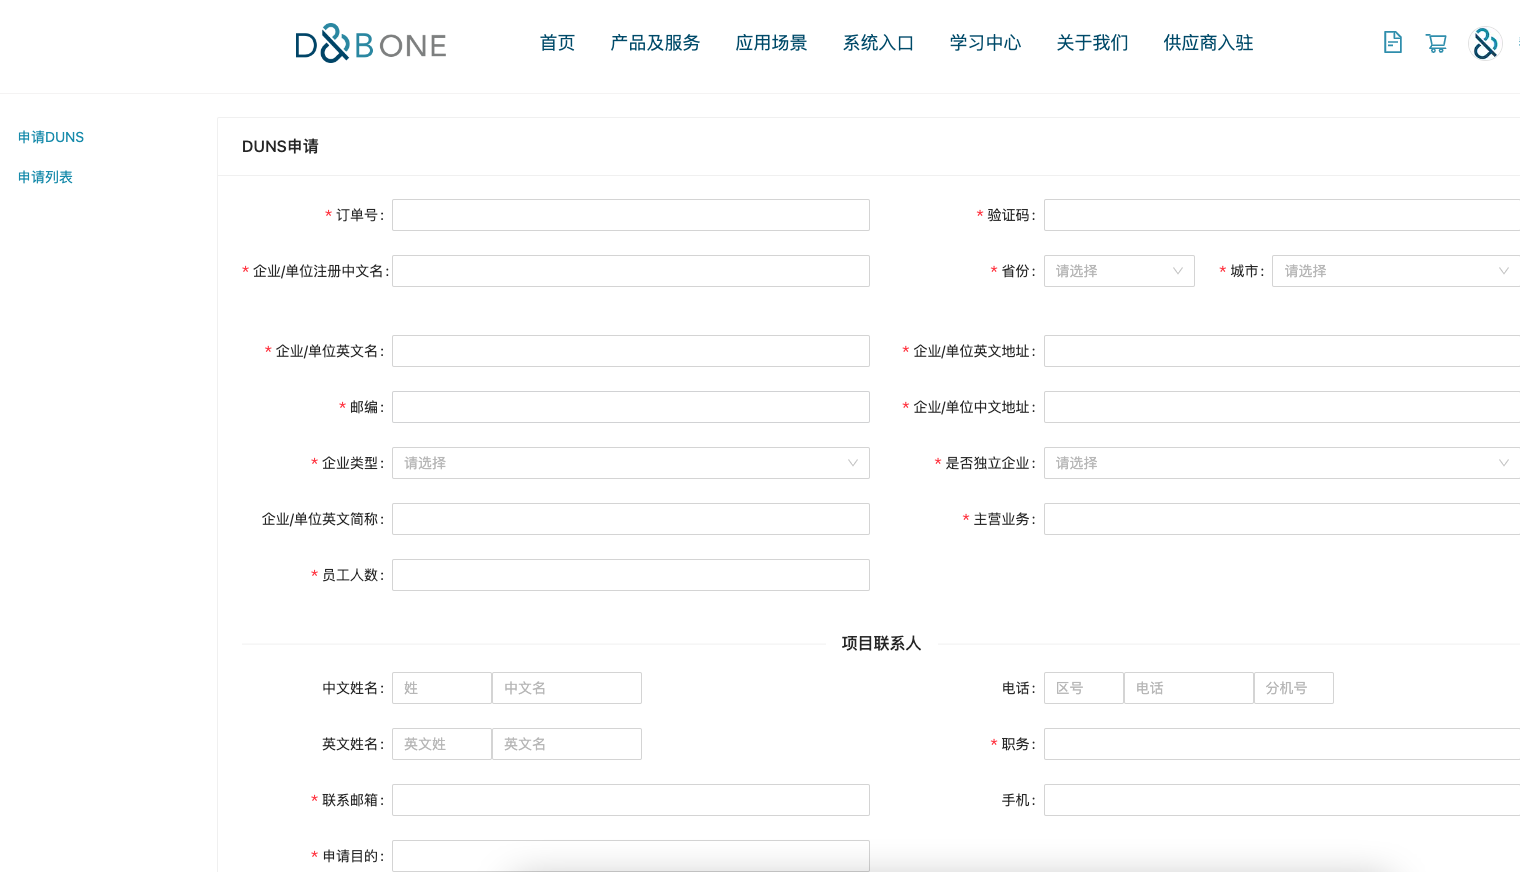 D&B ONE 首页 产品及服务 应用场景 系统入口 学习中心 关于我们 供应商入驻
申请DUNS
申请列表
DUNS申请
* 订单号: * 验证码:
* 企业/单位注册中文名: * 省份: 请选择 * 城市: 请选择
* 企业/单位英文名: * 企业/单位英文地址:
* 邮编: * 企业/单位中文地址:
* 企业类型: 请选择 * 是否独立企业: 请选择
企业/单位英文简称: * 主营业务:
* 员工人数:
项目联系人
中文姓名: 姓 中文名 电话: 区号 电话 分机号
英文姓名: 英文姓 英文名 * 职务:
* 联系邮箱: 手机:
* 申请目的: